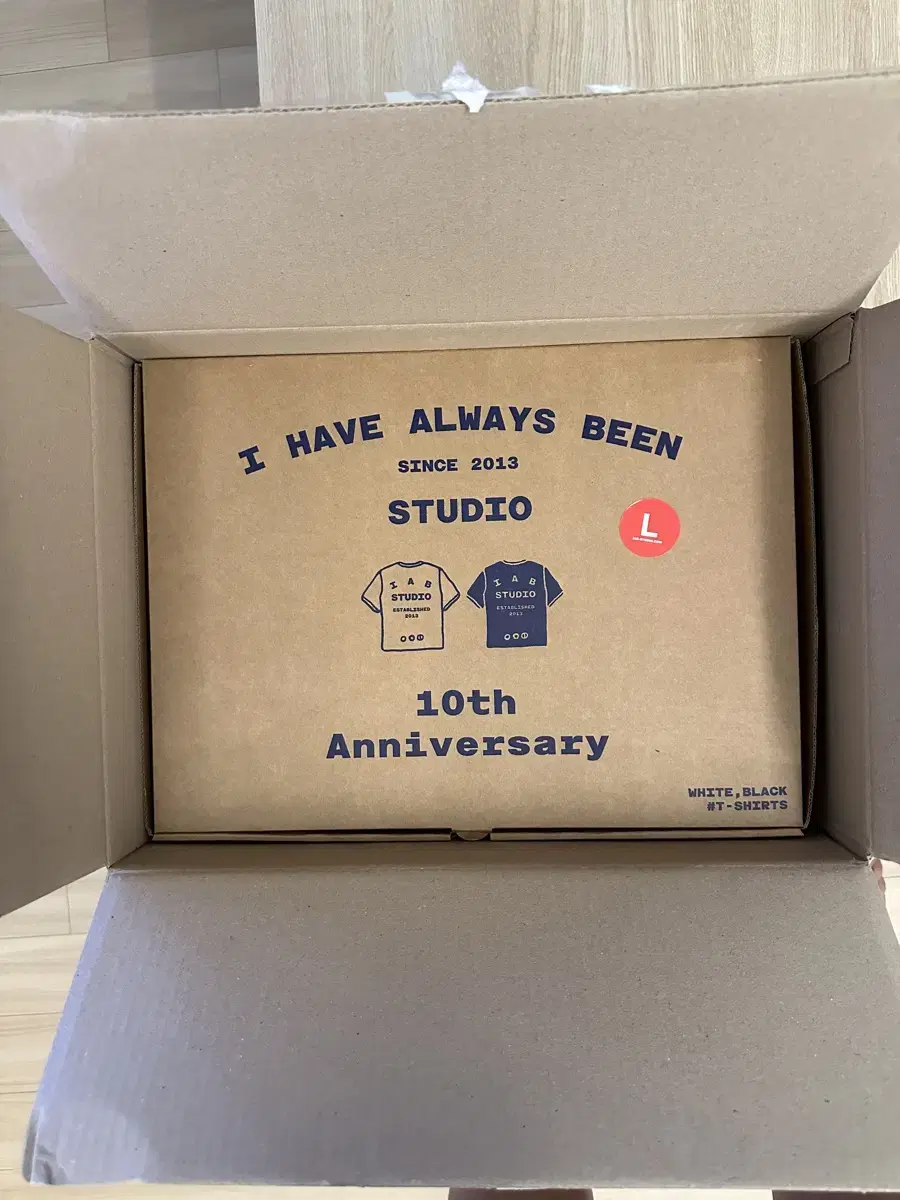 I HAVE ALWAYS BEEN
SINCE 2013
STUDIO
L
I A B
STUDIO
ESTABLISHED
2013
I A B
STUDIO
ESTABLISHED
2013
10th
Anniversary
WHITE,BLACK
#T-SHIRTS